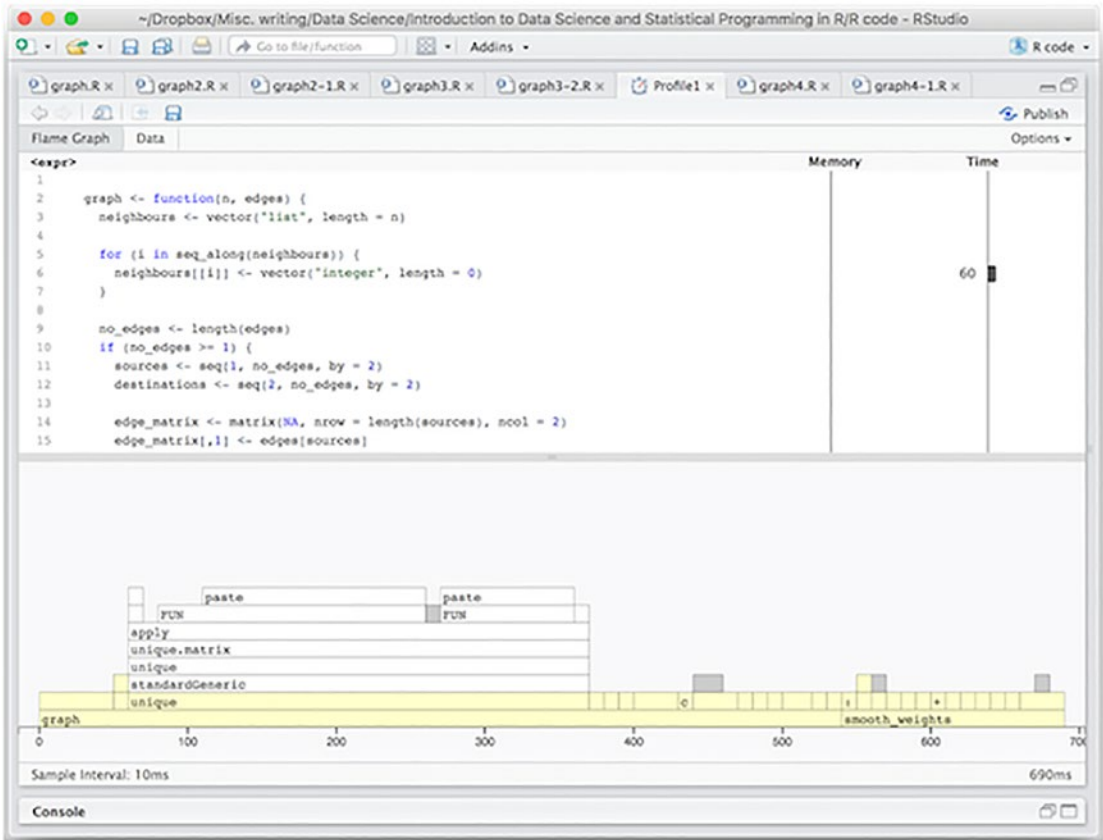 ~/Dropbox/Misc. writing/Data Science/Introduction to Data Science and Statistical Programming in R/R code - RStudio
Go to file/function Addins R code
graph.R graph2.R graph2-1.R graph3.R graph3-2.R Profile1 graph4.R graph4-1.R
Publish
Flame Graph Data Options
<expr> Memory Time
1
2 graph <- function(n, edges) {
3 neighbours <- vector("list", length = n)
4
5 for (i in seq_along(neighbours)) {
6 neighbours[[i]] <- vector("integer", length = 0) 60
7 }
8
9 no_edges <- length(edges)
10 if (no_edges >= 1) {
11 sources <- seq(1, no_edges, by = 2)
12 destinations <- seq(2, no_edges, by = 2)
13
14 edge_matrix <- matrix(NA, nrow = length(sources), ncol = 2)
15 edge_matrix[,1] <- edges[sources]
paste paste
FUN FUN
apply
unique.matrix
unique
standardGeneric
unique c : *
graph smooth_weights
0 100 200 300 400 500 600 700
Sample Interval: 10ms 690ms
Console